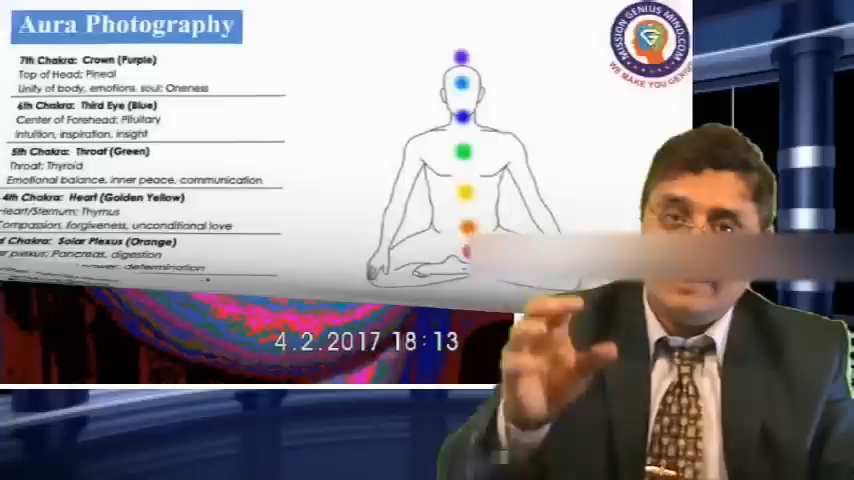 Aura Photography
7th Chakra: Crown (Purple)
Top of Head; Pineal
Unity of body, emotions, soul; Oneness
6th Chakra: Third Eye (Blue)
Center of Forehead; Pituitary
Intuition, inspiration, insight
5th Chakra: Throat (Green)
Throat; Thyroid
Emotional balance, inner peace, communication
4th Chakra: Heart (Golden Yellow)
Heart/Sternum; Thymus
Compassion, forgiveness, unconditional love
d Chakra: Solar Plexus (Orange)
plexus; Pancreas, digestion
power, determination
MISSION GENIUS MIND.COM
WE MAKE YOU GENIUS
4.2.2017 18:13